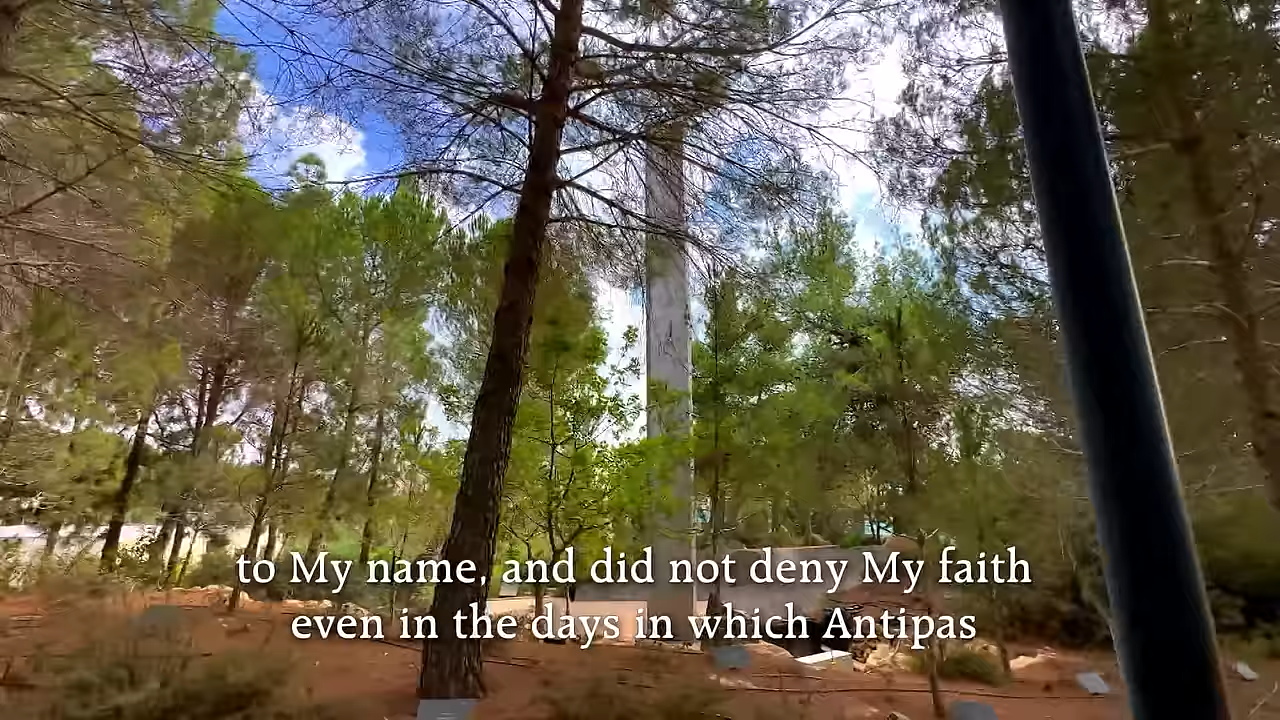 to My name, and did not deny My faith
even in the days in which Antipas